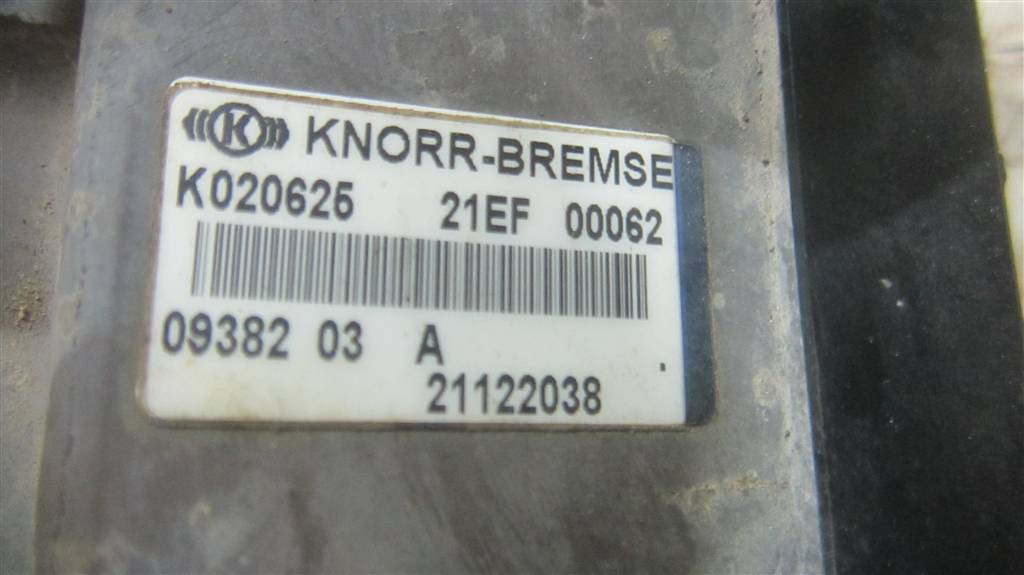 K KNORR-BREMSE
K020625 21EF 00062
09382 03 A
21122038